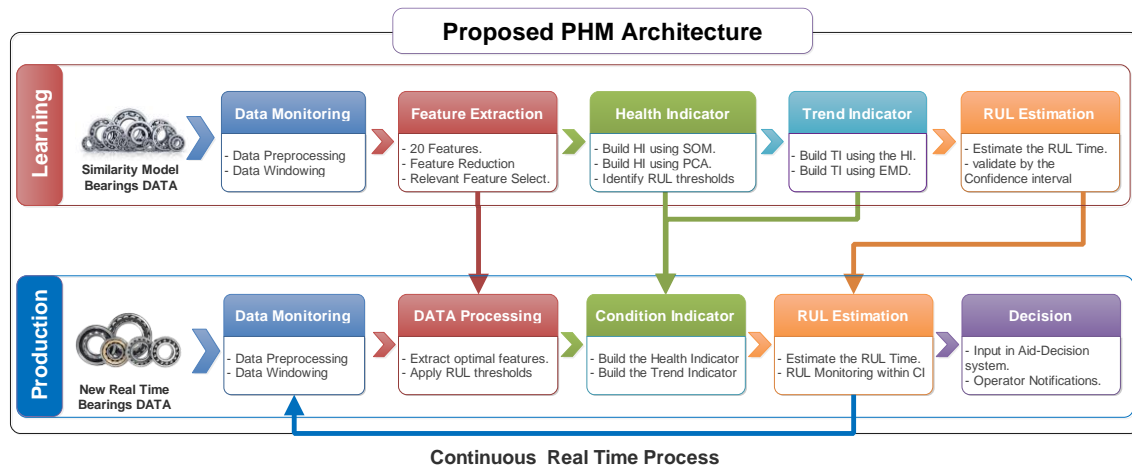 Proposed PHM Architecture
Learning
Similarity Model
Bearings DATA
Data Monitoring
- Data Preprocessing
- Data Windowing
Feature Extraction
- 20 Features.
- Feature Reduction
- Relevant Feature Select.
Health Indicator
- Build HI using SOM.
- Build HI using PCA.
- Identify RUL thresholds
Trend Indicator
- Build TI using the HI.
- Build TI using EMD.
RUL Estimation
- Estimate the RUL Time.
- validate by the
Confidence interval
Production
New Real Time
Bearings DATA
Data Monitoring
- Data Preprocessing
- Data Windowing
DATA Processing
- Extract optimal features.
- Apply RUL thresholds
Condition Indicator
- Build the Health Indicator
- Build the Trend Indicator
RUL Estimation
- Estimate the RUL Time.
- RUL Monitoring within CI
Decision
- Input in Aid-Decision
system.
- Operator Notifications.
Continuous Real Time Process